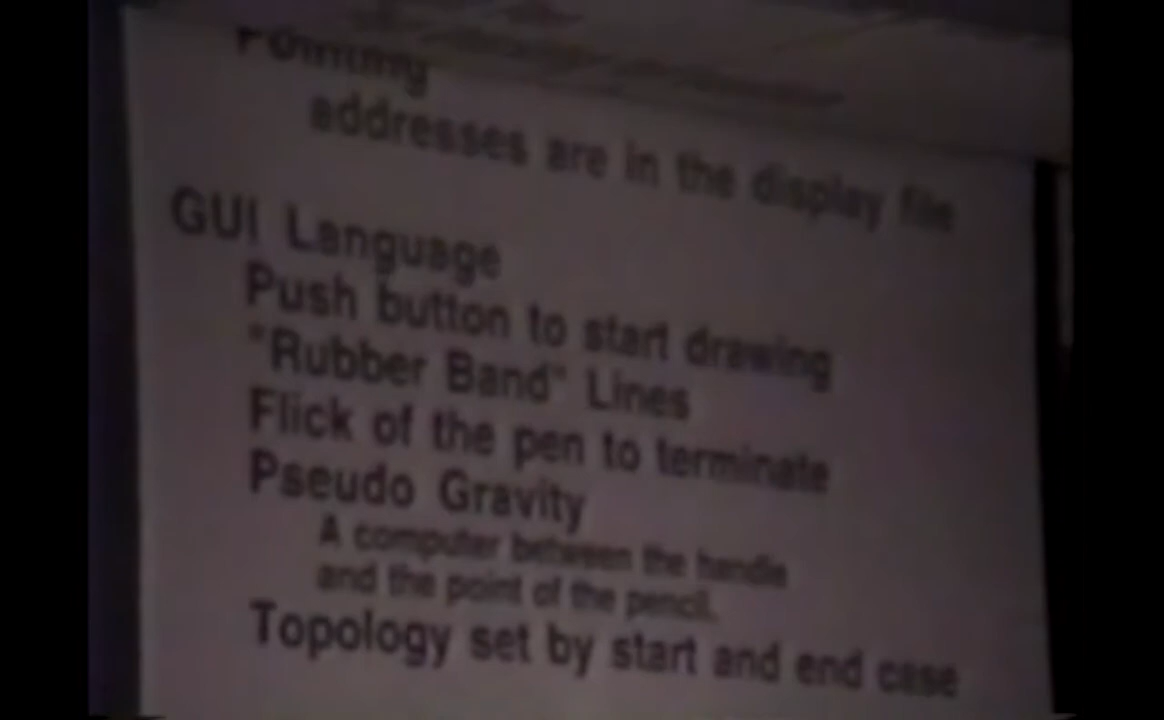 Pointing
addresses are in the display file
GUI Language
Push button to start drawing
"Rubber Band" Lines
Flick of the pen to terminate
Pseudo Gravity
A computer between the handle
and the point of the pencil.
Topology set by start and end case